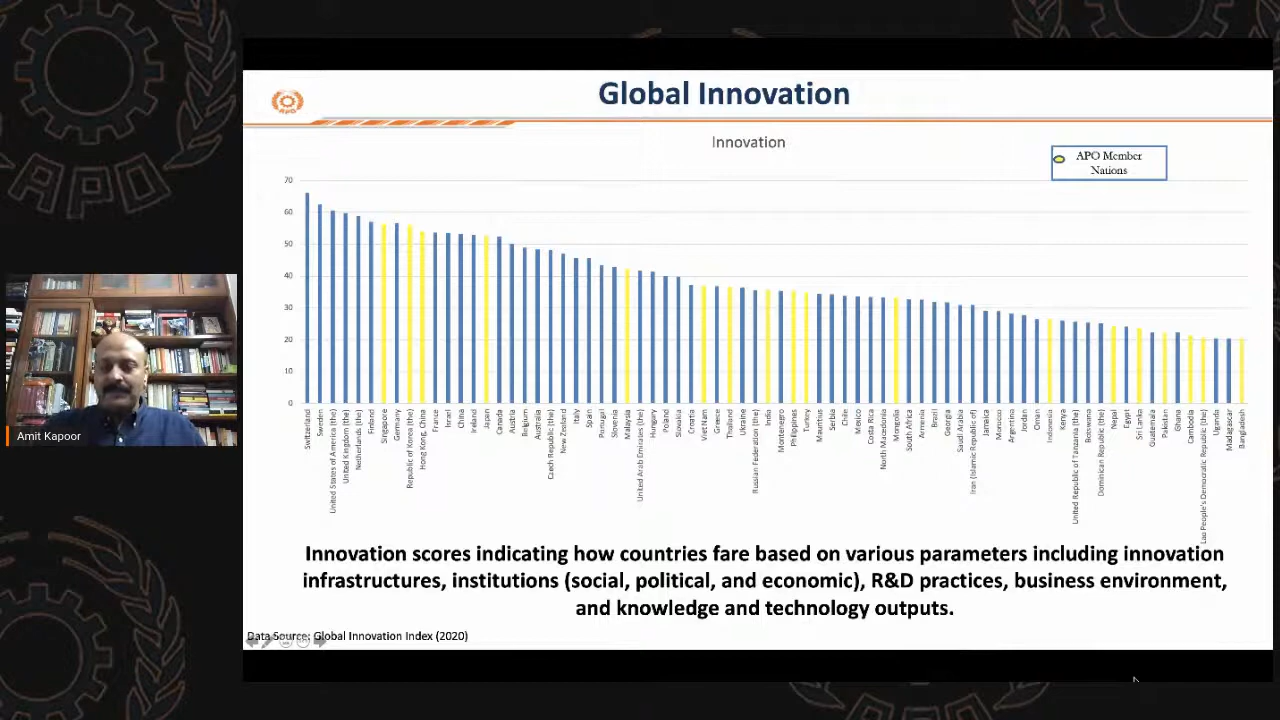 Global Innovation
APO
Innovation
APO Member
Nations
70
60
50
40
30
20
10
0
Switzerland
Sweden
United States of America (the)
United Kingdom (the)
Netherlands (the)
Finland
Singapore
Germany
Republic of Korea (the)
Hong Kong, China
France
Israel
China
Ireland
Japan
Canada
Austria
Belgium
Australia
Czech Republic (the)
New Zealand
Italy
Spain
Portugal
Slovenia
Malaysia
United Arab Emirates (the)
Hungary
Poland
Slovakia
Croatia
Viet Nam
Greece
Thailand
Ukraine
Russian Federation (the)
India
Montenegro
Philippines
Turkey
Mauritius
Serbia
Chile
Mexico
Costa Rica
North Macedonia
Mongolia
South Africa
Armenia
Brazil
Georgia
Saudi Arabia
Iran (Islamic Republic of)
Jamaica
Morocco
Argentina
Jordan
Oman
Indonesia
Kenya
United Republic of Tanzania (the)
Botswana
Dominican Republic (the)
Nepal
Egypt
Sri Lanka
Guatemala
Pakistan
Ghana
Cambodia
Lao People's Democratic Republic (the)
Uganda
Madagascar
Bangladesh
Innovation scores indicating how countries fare based on various parameters including innovation
infrastructures, institutions (social, political, and economic), R&D practices, business environment,
and knowledge and technology outputs.
Data Source: Global Innovation Index (2020)
Amit Kapoor
APO